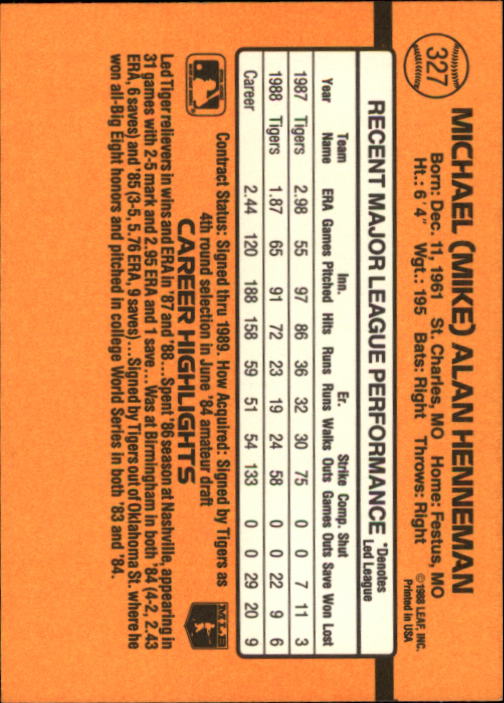 327
MICHAEL (MIKE) ALAN HENNEMAN
Born: Dec. 11, 1961 St. Charles, MO Home: Festus, MO
Ht.: 6'4" Wgt.: 195 Bats: Right Throws: Right
©1988 LEAF, INC.
Printed in USA
RECENT MAJOR LEAGUE PERFORMANCE
*Denotes
Led League
Team Inn. Er. Strike Comp. Shut
Year Name ERA Games Pitched Hits Runs Runs Walks Outs Games Outs Save Won Lost
1987 Tigers 2.98 55 97 86 36 32 30 75 0 0 7 11 3
1988 Tigers 1.87 65 91 72 23 19 24 58 0 0 22 9 6
Career 2.44 120 188 158 59 51 54 133 0 0 29 20 9
Contract Status: Signed thru 1989. How Acquired: Signed by Tigers as
4th round selection in June '84 amateur draft
MLB
CAREER HIGHLIGHTS
Led Tiger relievers in wins and ERA in '87 and '88... Spent '86 season at Nashville, appearing in
31 games with 2-5 mark and 2.95 ERA and 1 save... Was at Birmingham in both '84 (4-2, 2.43
ERA, 6 saves) and '85 (3-5, 5.76 ERA, 9 saves)... Signed by Tigers out of Oklahoma St. where he
won all-Big Eight honors and pitched in college World Series in both '83 and '84.